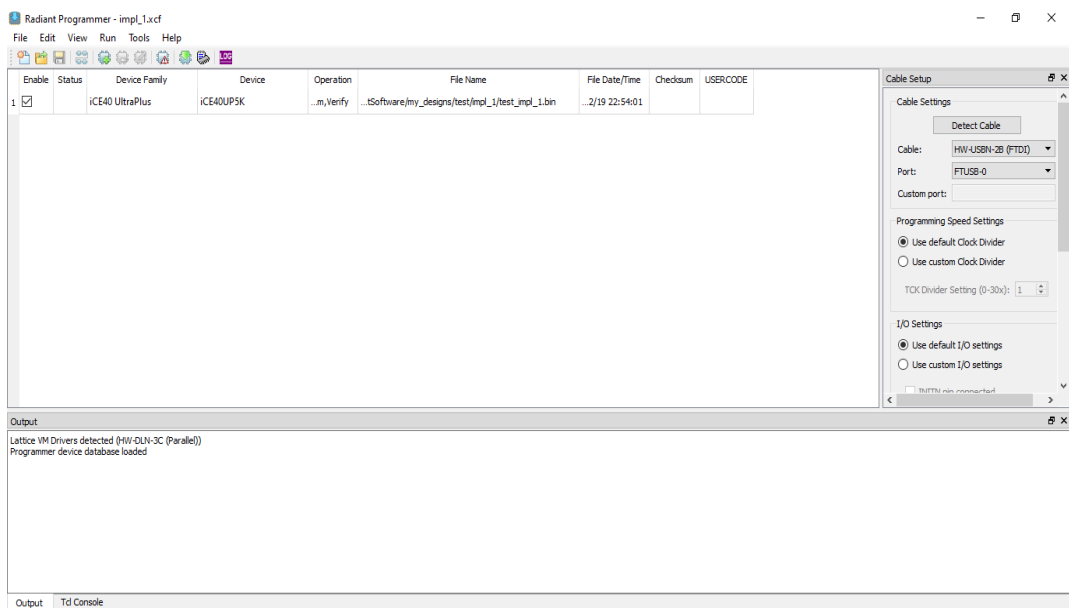 Radiant Programmer - impl_1.xcf
File Edit View Run Tools Help
LOG
Enable Status Device Family Device Operation File Name File Date/Time Checksum USERCODE
1 iCE40 UltraPlus iCE40UP5K ...m,Verify ...tSoftware/my_designs/test/impl_1/test_impl_1.bin ...2/19 22:54:01
Cable Setup
Cable Settings
Detect Cable
Cable: HW-USBN-2B (FTDI)
Port: FTUSB-0
Custom port:
Programming Speed Settings
Use default Clock Divider
Use custom Clock Divider
TCK Divider Setting (0-30x): 1
I/O Settings
Use default I/O settings
Use custom I/O settings
INITN pin connected
Output
Lattice VM Drivers detected (HW-DLN-3C (Parallel))
Programmer device database loaded
Output Tcl Console